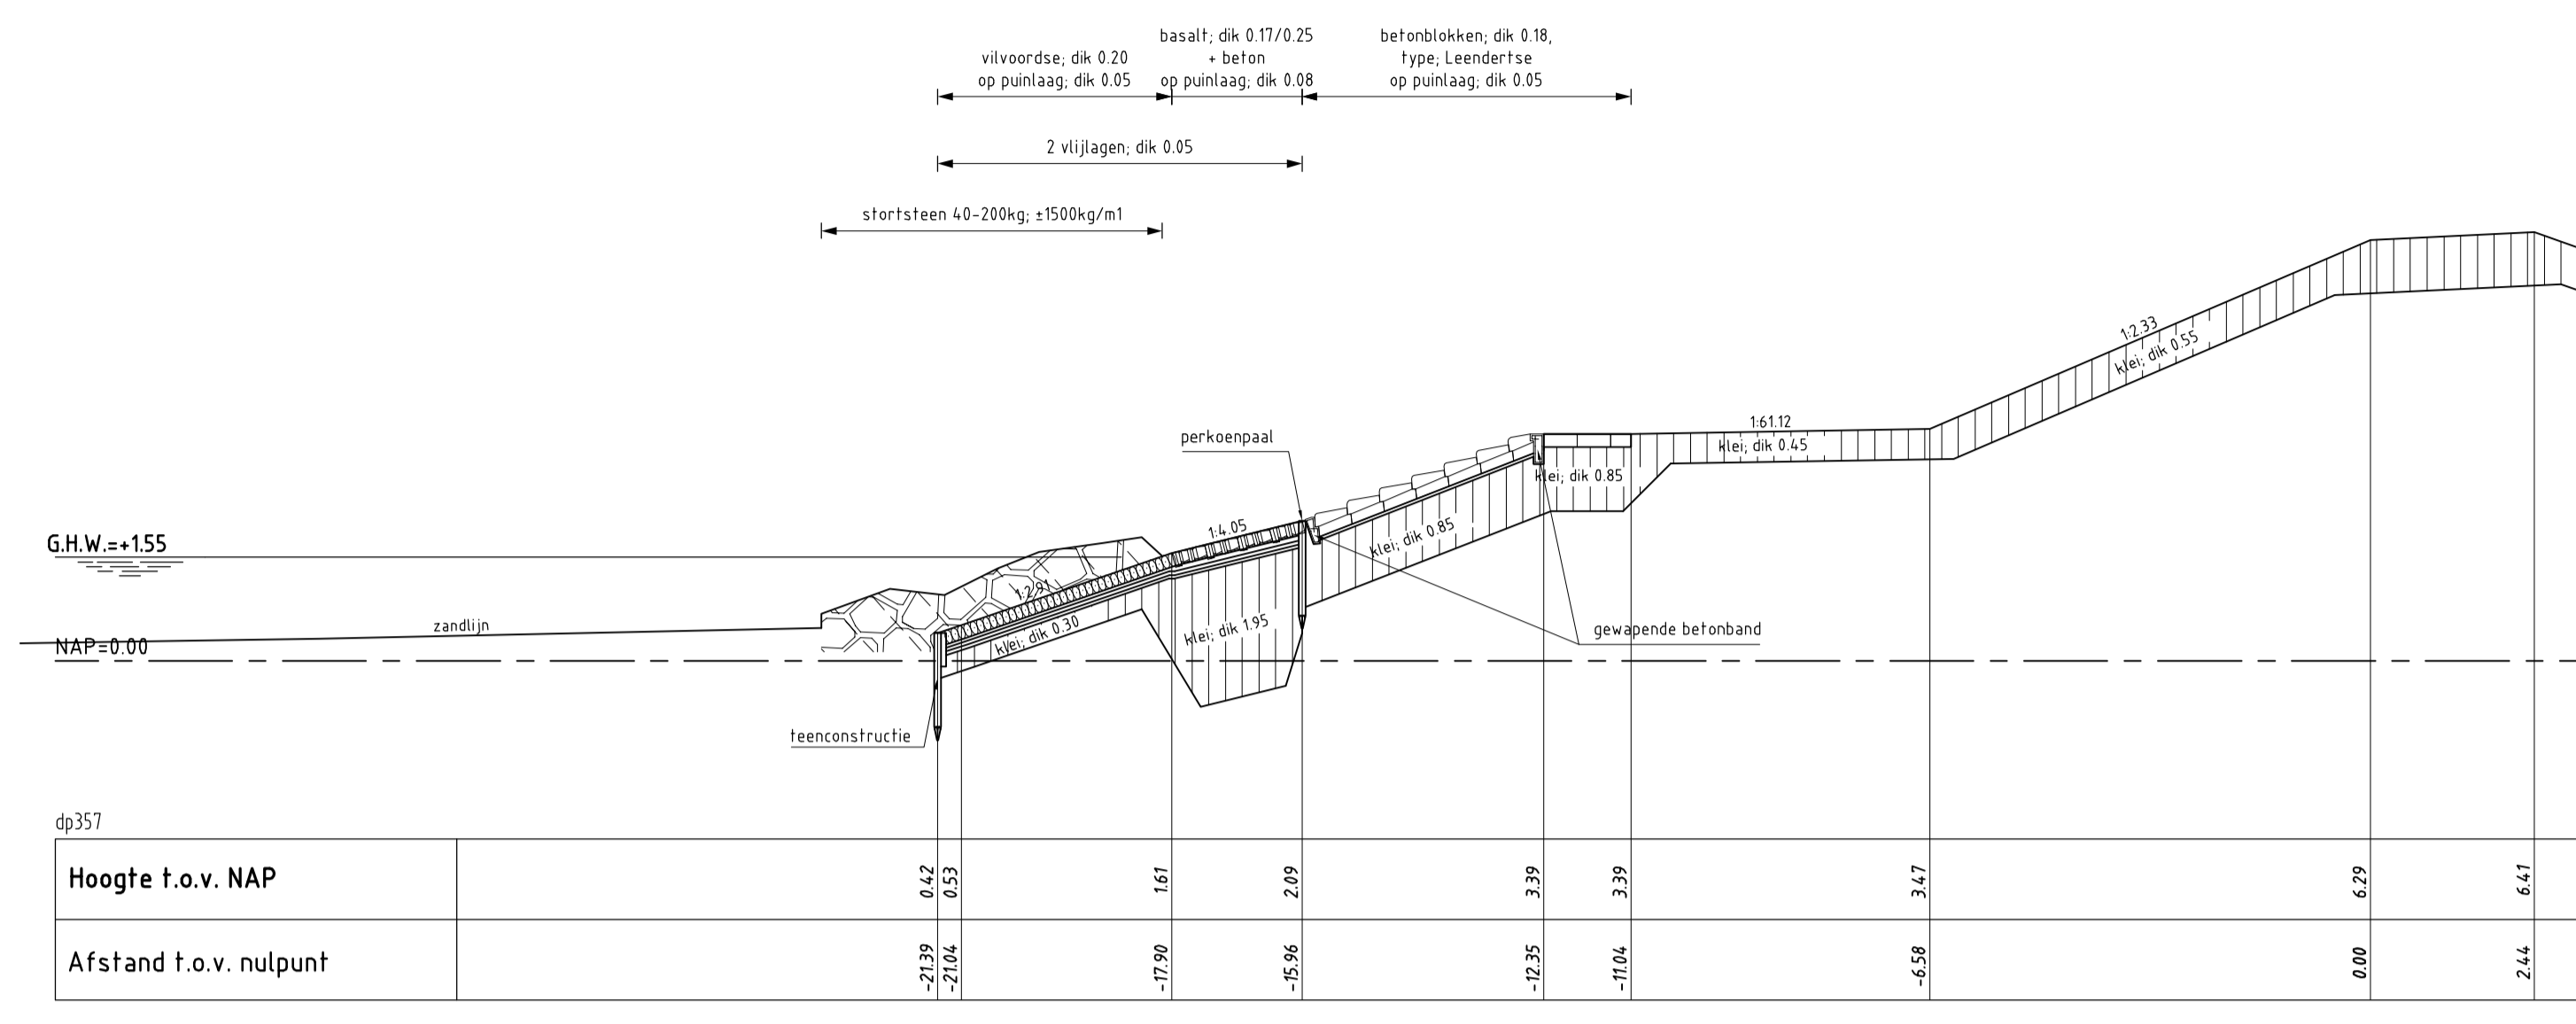 basalt; dik 0.17/0.25
+ beton
op puinlaag; dik 0.08
betonblokken; dik 0.18,
type; Leendertse
op puinlaag; dik 0.05
vilvoordse; dik 0.20
op puinlaag; dik 0.05
2 vlijlagen; dik 0.05
stortsteen 40-200kg; ±1500kg/m1
1:2.33
klei; dik 0.55
1:61.12
klei; dik 0.45
perkoenpaal
klei; dik 0.85
1:4.05
klei; dik 0.85
G.H.W.=+1.55
1:2.91
zandlijn
klei; dik 0.30
klei; dik 1.95
gewapende betonband
NAP=0.00
teenconstructie
dp357
Hoogte t.o.v. NAP
0.42
0.53
1.61
2.09
3.39
3.39
3.47
6.29
6.41
Afstand t.o.v. nulpunt
-21.39
-21.04
-17.90
-15.96
-12.35
-11.04
-6.58
0.00
2.44